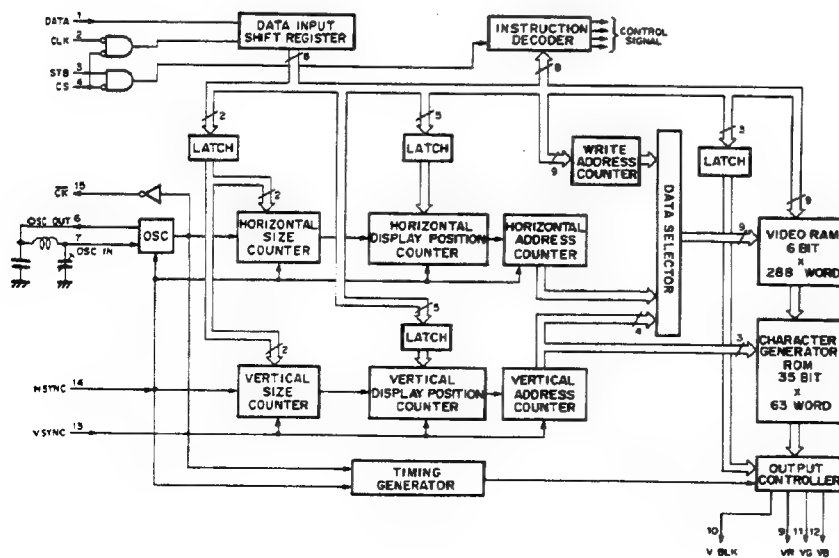 DATA 1
CLK 2
STB 3
CS 4
DATA INPUT
SHIFT REGISTER
INSTRUCTION
DECODER
CONTROL
SIGNAL
8
2
5
3
LATCH
LATCH
LATCH
WRITE
ADDRESS
COUNTER
9
9
DATA SELECTOR
CK 15
OSC OUT 6
7
OSC IN
OSC
2
HORIZONTAL
SIZE
COUNTER
HORIZONTAL
DISPLAY POSITION
COUNTER
HORIZONTAL
ADDRESS
COUNTER
9
VIDEO RAM
6 BIT
x
288 WORD
5
LATCH
4
3
CHARACTER
GENERATOR
ROM
35 BIT
x
63 WORD
2
HSYNC 14
VERTICAL
SIZE
COUNTER
VERTICAL
DISPLAY POSITION
COUNTER
VERTICAL
ADDRESS
COUNTER
VSYNC 13
TIMING
GENERATOR
OUTPUT
CONTROLLER
10 9 11 12
V BLK VR VG VB